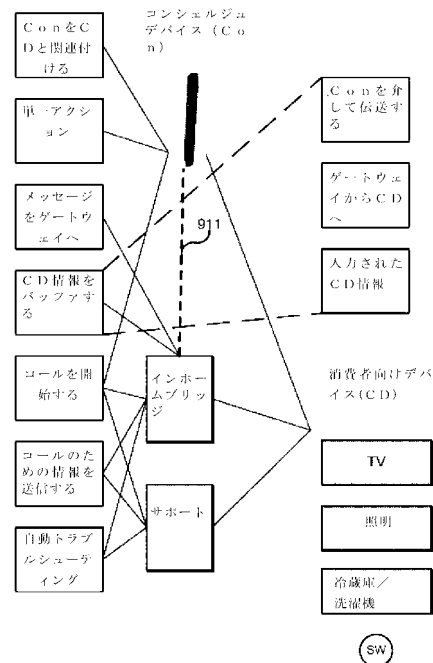 ConをC
Dと関連付
ける
単一アクシ
ョン
メッセージ
をゲートウ
ェイへ
CD情報を
バッファす
る
コールを開
始する
コールのた
めの情報を
送信する
自動トラブ
ルシューテ
ィング
コンシェルジュ
デバイス(Co
n)
911
インホー
ムブリッ
ジ
サポート
Conを介
して伝送す
る
ゲートウェ
イからCD
へ
入力された
CD情報
消費者向けデバ
イス(CD)
TV
照明
冷蔵庫/
洗濯機
SW